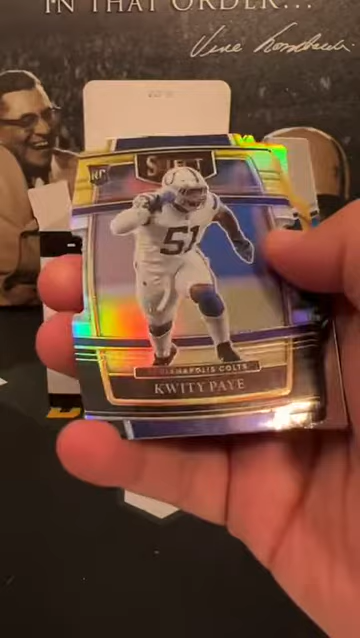 IN THAT ORDER...
Vince Lombardi
RC
SELECT
51
INDIANAPOLIS COLTS
KWITY PAYE